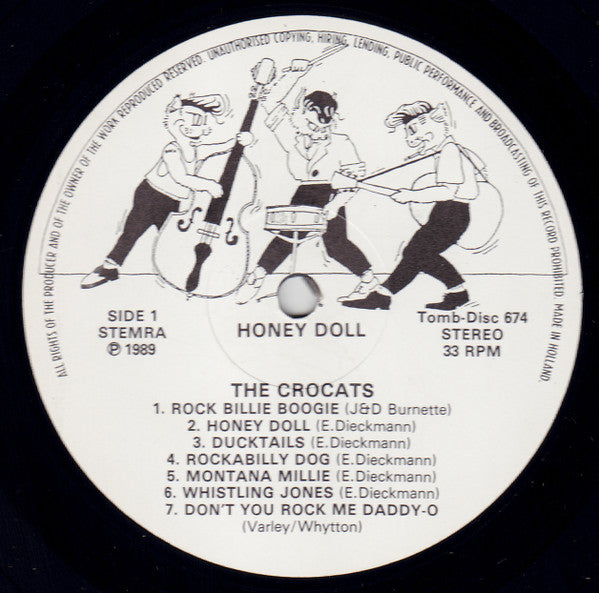 ALL RIGHTS OF THE PRODUCER AND OF THE OWNER OF THE WORK REPRODUCED RESERVED. UNAUTHORISED COPYING, HIRING, LENDING, PUBLIC PERFORMANCE AND BROADCASTING OF THIS RECORD PROHIBITED. MADE IN HOLLAND.
SIDE 1
STEMRA
℗ 1989
HONEY DOLL
Tomb-Disc 674
STEREO
33 RPM
THE CROCATS
1. ROCK BILLIE BOOGIE (J&D Burnette)
2. HONEY DOLL (E.Dieckmann)
3. DUCKTAILS (E.Dieckmann)
4. ROCKABILLY DOG (E.Dieckmann)
5. MONTANA MILLIE (E.Dieckmann)
6. WHISTLING JONES (E.Dieckmann)
7. DON'T YOU ROCK ME DADDY-O
(Varley/Whytton)